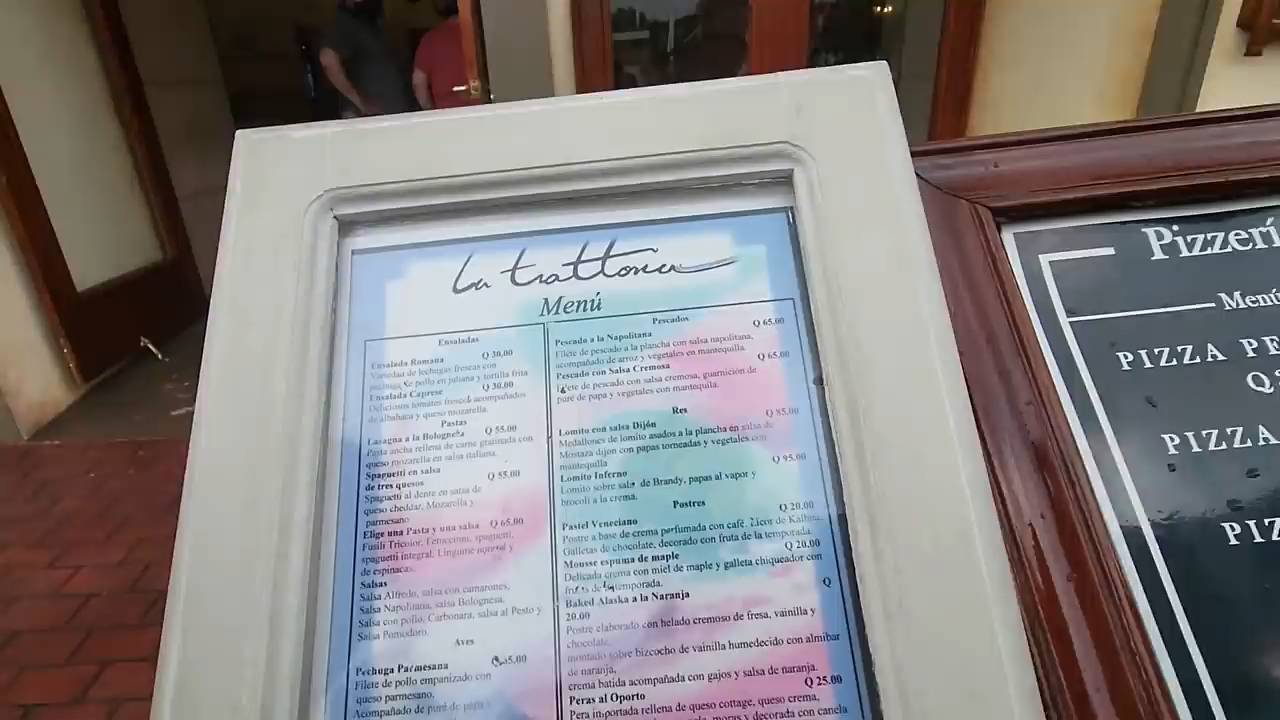 La trattoria
Menú
Ensaladas
Ensalada Romana Q 30.00
Variedad de lechugas frescas con
pechuga de pollo en juliana y tortilla frita
Ensalada Caprese Q 30.00
Deliciosos tomates frescos acompañados
de albahaca y queso mozarella.
Pastas
Lasagna a la Bolognesa Q 55.00
Pasta ancha rellena de carne gratinada con
queso mozarella en salsa italiana.
Spaguetti en salsa
de tres quesos Q 55.00
Spaguetti al dente en salsa de
queso cheddar, Mozarella y
parmesano
Elige una Pasta y una salsa Q 65.00
Fusili Tricolor, Fetuccini, spaguetti,
spaguetti integral, Linguine normal y
de espinacas.
Salsas
Salsa Alfredo, salsa con camarones,
Salsa Napolitana, salsa Bolognesa,
Salsa con pollo, Carbonara, salsa al Pesto y
Salsa Pomodoro.
Aves
Pechuga Parmesana 5.00
Filete de pollo empanizado con
queso parmesano.
Acompañado de puré de papa y
Pescados
Pescado a la Napolitana Q 65.00
Filete de pescado a la plancha con salsa napolitana,
acompañado de arroz y vegetales en mantequilla.
Pescado con Salsa Cremosa Q 65.00
Filete de pescado con salsa cremosa, guarnición de
puré de papa y vegetales con mantequilla.
Res
Lomito con salsa Dijón Q 85.00
Medallones de lomito asados a la plancha en salsa de
Mostaza dijon con papas torneadas y vegetales con
mantequilla
Lomito Inferno Q 95.00
Lomito sobre salsa de Brandy, papas al vapor y
brocoli a la crema.
Postres
Pastel Veneciano Q 20.00
Postre a base de crema perfumada con café, Licor de Kalhua,
Galletas de chocolate, decorado con fruta de la temporada.
Mousse espuma de maple Q 20.00
Delicada crema con miel de maple y galleta chiqueador con
frutas de temporada.
Baked Alaska a la Naranja Q
20.00
Postre elaborado con helado cremoso de fresa, vainilla y
chocolate,
montado sobre bizcocho de vainilla humedecido con almibar
de naranja,
crema batida acompañada con gajos y salsa de naranja.
Peras al Oporto Q 25.00
Pera importada rellena de queso cottage, queso crema,
moras y decorada con canela
Pizzerí
Menú
PIZZA PE
Q
PIZZA
PIZ